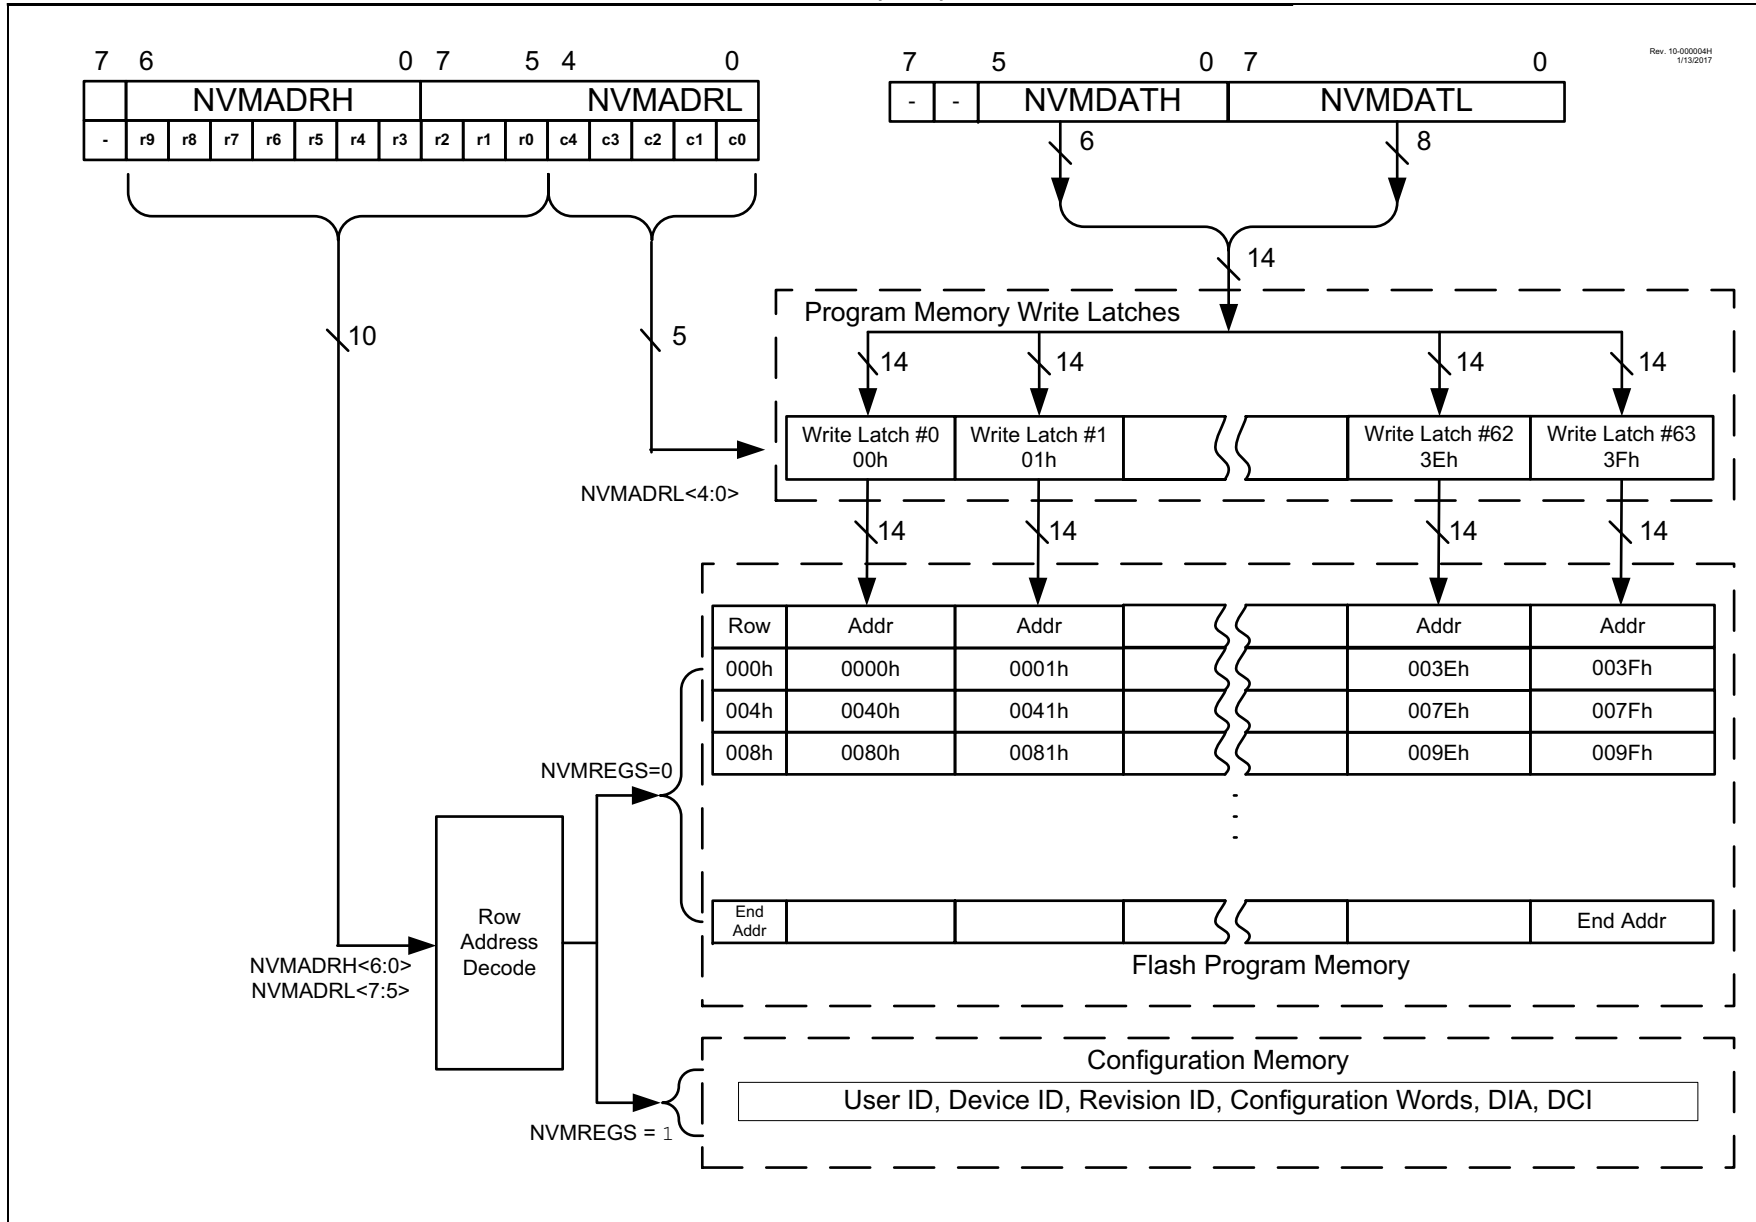 7 6 0 7 5 4 0
7 5 0 7 0
Rev. 10-000004H
1/13/2017
NVMADRH NVMADRL
- - NVMDATH NVMDATL
- r9 r8 r7 r6 r5 r4 r3 r2 r1 r0 c4 c3 c2 c1 c0
6 8
14
Program Memory Write Latches
10 5
14 14 14 14
Write Latch #0 Write Latch #1 Write Latch #62 Write Latch #63
00h 01h 3Eh 3Fh
NVMADRL<4:0>
14 14 14 14
Row Addr Addr Addr Addr
000h 0000h 0001h 003Eh 003Fh
004h 0040h 0041h 007Eh 007Fh
008h 0080h 0081h 009Eh 009Fh
NVMREGS=0
End
Addr
End Addr
Row
Address
Decode
NVMADRH<6:0>
NVMADRL<7:5>
Flash Program Memory
Configuration Memory
User ID, Device ID, Revision ID, Configuration Words, DIA, DCI
NVMREGS = 1